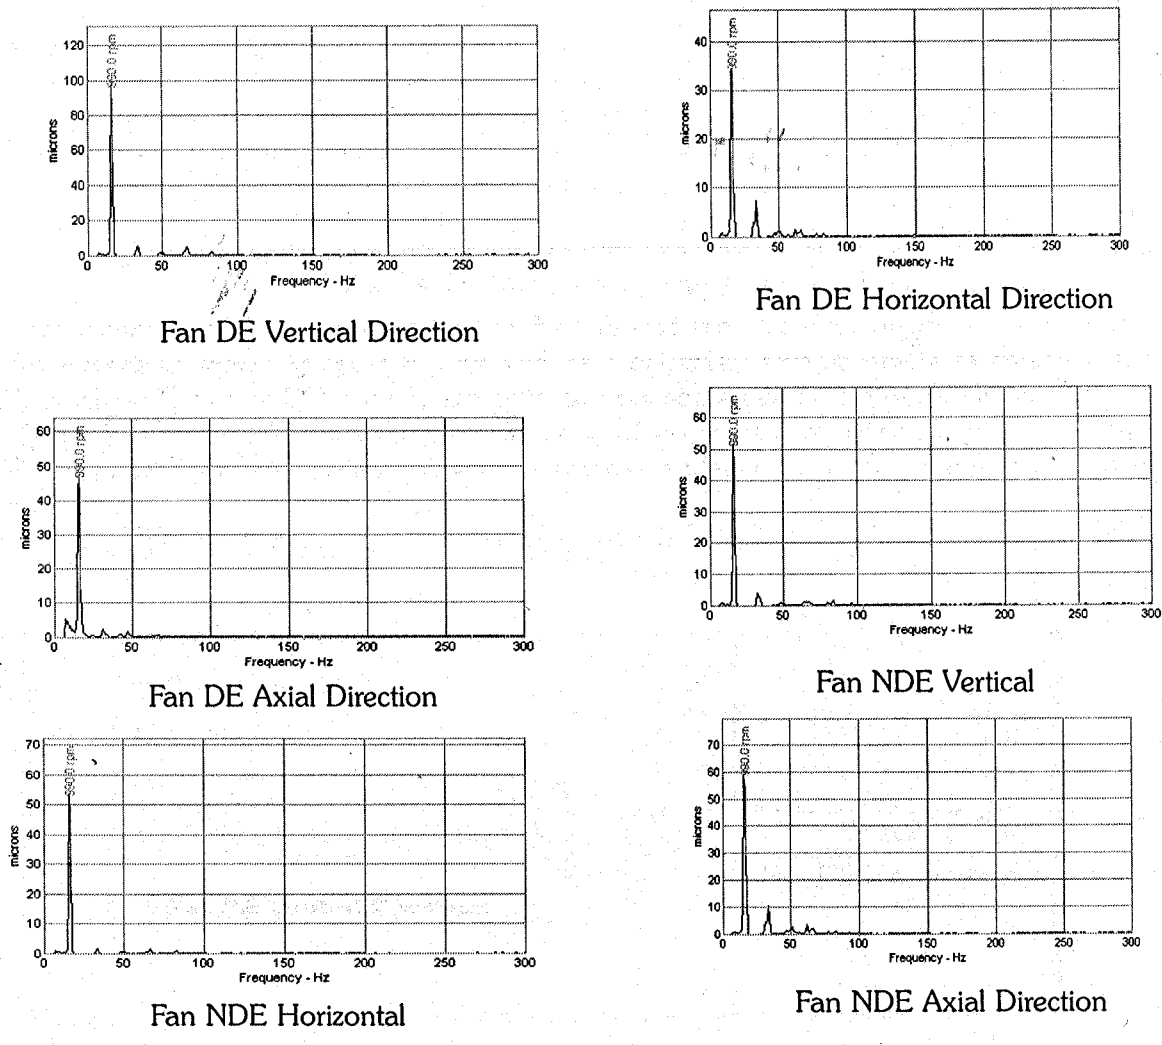 120
100
80
60
40
20
0
microns
990.0 rpm
0 50 100 150 200 250 300
Frequency - Hz
Fan DE Vertical Direction
40
30
20
10
0
microns
990.0 rpm
0 50 100 150 200 250 300
Frequency - Hz
Fan DE Horizontal Direction
60
50
40
30
20
10
0
microns
990.0 rpm
0 50 100 150 200 250 300
Frequency - Hz
Fan DE Axial Direction
60
50
40
30
20
10
0
microns
990.0 rpm
0 50 100 150 200 250 300
Frequency - Hz
Fan NDE Vertical
70
60
50
40
30
20
10
0
microns
990.0 rpm
0 50 100 150 200 250 300
Frequency - Hz
Fan NDE Horizontal
70
60
50
40
30
20
10
0
microns
990.0 rpm
0 50 100 150 200 250 300
Frequency - Hz
Fan NDE Axial Direction